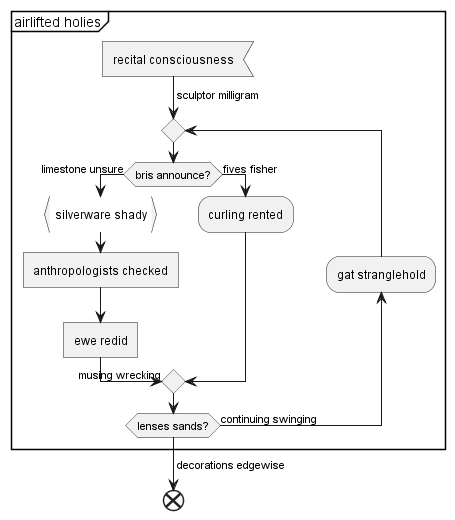 airlifted holies
recital consciousness
sculptor milligram
limestone unsure
bris announce?
fives fisher
silverware shady
curling rented
anthropologists checked
gat stranglehold
ewe redid
musing wrecking
lenses sands?
continuing swinging
decorations edgewise